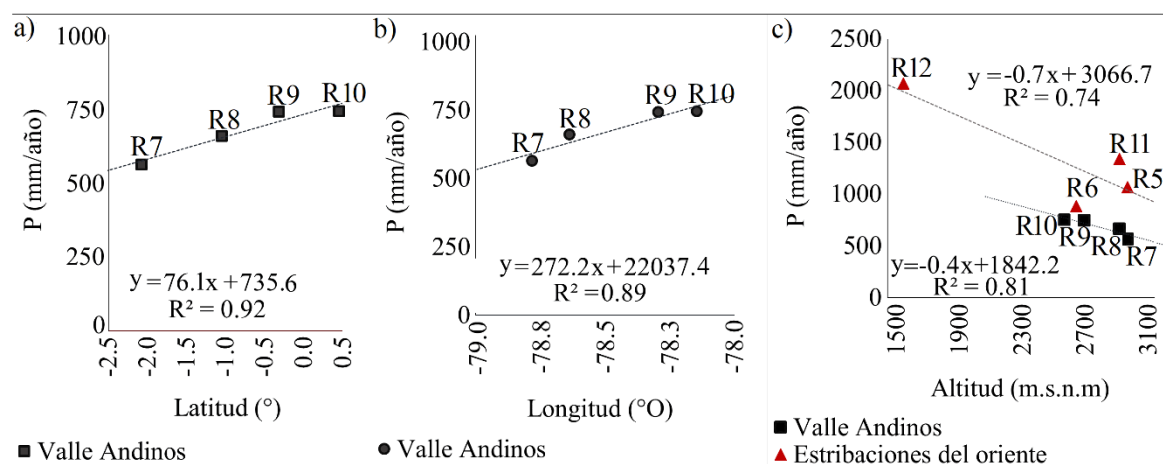 a)
P (mm/año)
1000
750
500
250
0
R7
R8
R9
R10
y=76.1x+735.6
R² = 0.92
-2.5
-2.0
-1.5
-1.0
-0.5
0.0
0.5
Latitud (°)
Valle Andinos
b)
P (mm/año)
1000
750
500
250
0
R7
R8
R9
R10
y=272.2x+22037.4
R² =0.89
-79.0
-78.8
-78.5
-78.3
-78.0
Longitud (°O)
Valle Andinos
c)
P (mm/año)
2500
2000
1500
1000
500
0
R12
y=-0.7x+3066.7
R² = 0.74
R11
R6
R5
R10
R9
R8
R7
y=-0.4x+1842.2
R² = 0.81
1500
1900
2300
2700
3100
Altitud (m.s.n.m)
Valle Andinos
Estribaciones del oriente